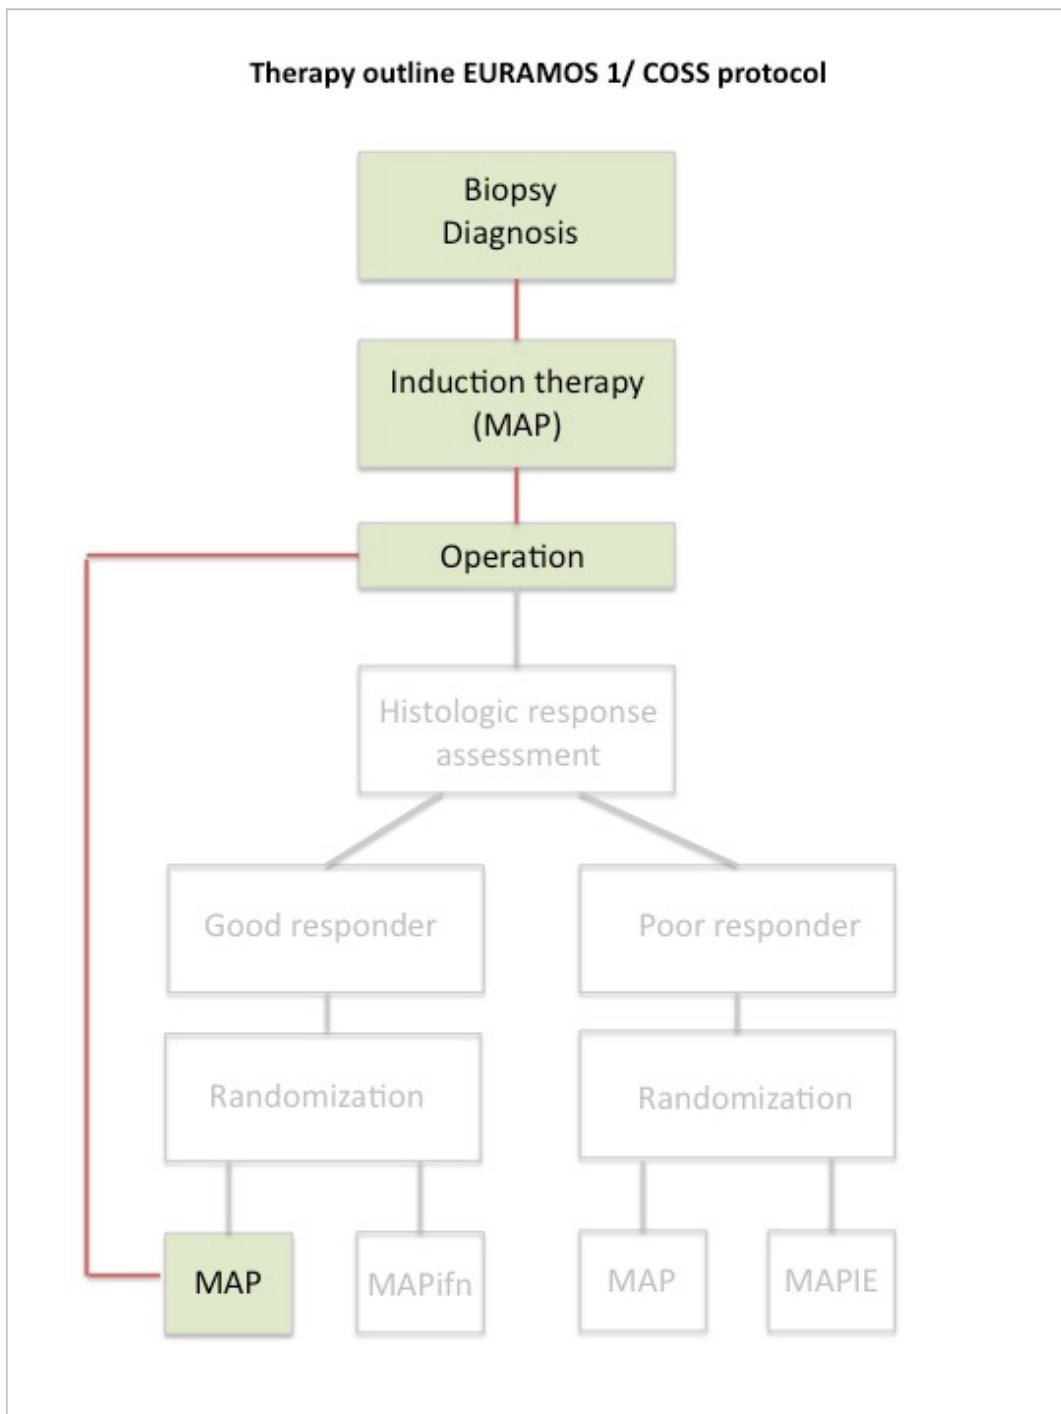 Therapy outline EURAMOS 1/ COSS protocol
Biopsy
Diagnosis
Induction therapy
(MAP)
Operation
Histologic response
assessment
Good responder
Poor responder
Randomization
Randomization
MAP
MAPifn
MAP
MAPIE